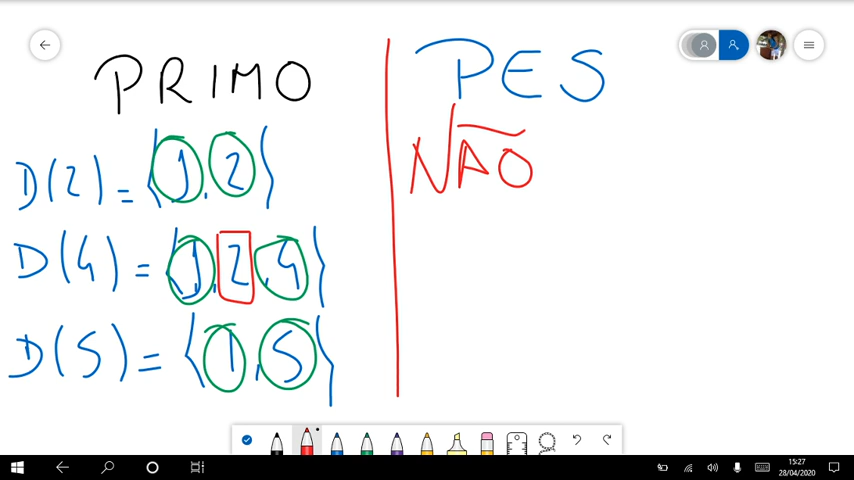 PRIMO
D(2) = {1, 2}
D(4) = {1, 2, 4}
D(5) = {1, 5}
PES
NÃO
15:27
28/04/2020